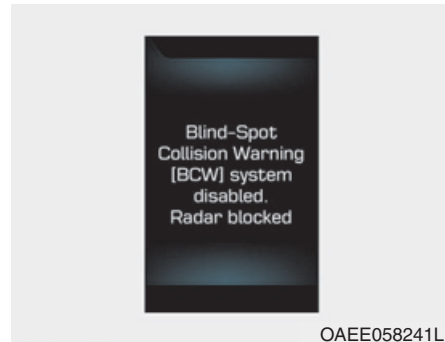 Blind-Spot
Collision Warning
[BCW] system
disabled.
Radar blocked
OAEE058241L